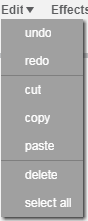 Edit▼ Effects
undo
redo
cut
copy
paste
delete
select all